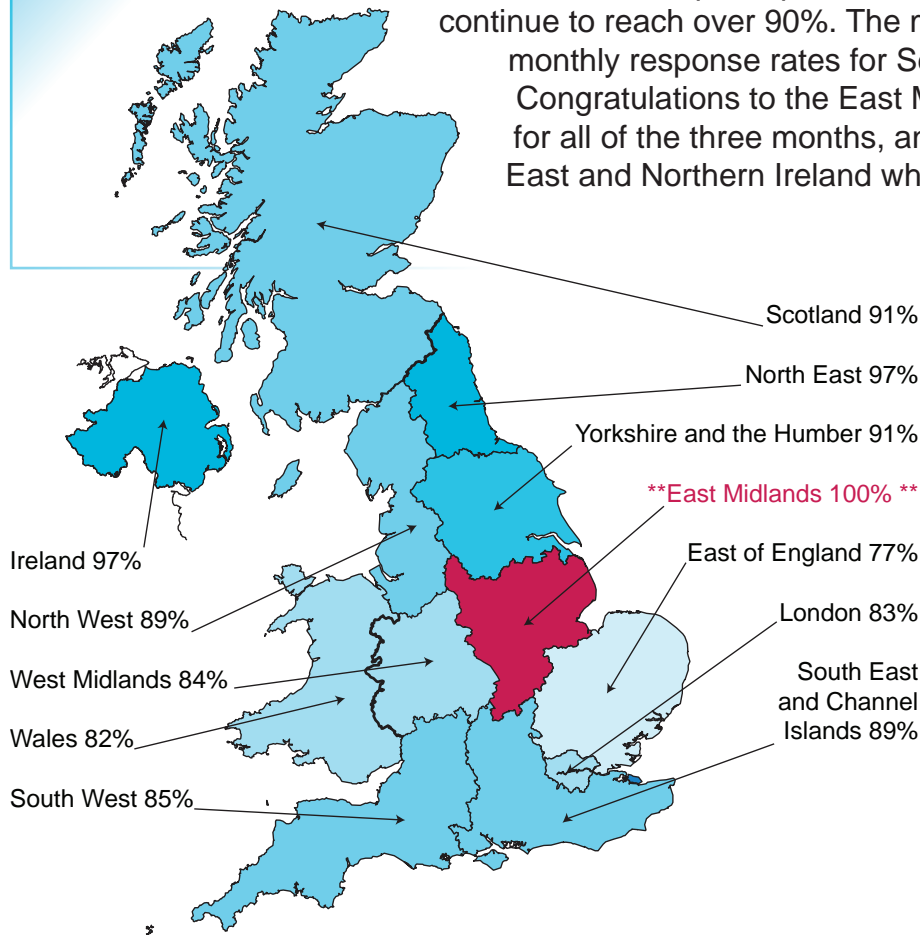 continue to reach over 90%. The
monthly response rates for
Congratulations to the East
for all of the three months,
East and Northern Ireland
Scotland 91%
North East 97%
Yorkshire and the Humber 91%
**East Midlands 100% **
East of England 77%
London 83%
South East
and Channel
Islands 89%
Ireland 97%
North West 89%
West Midlands 84%
Wales 82%
South West 85%